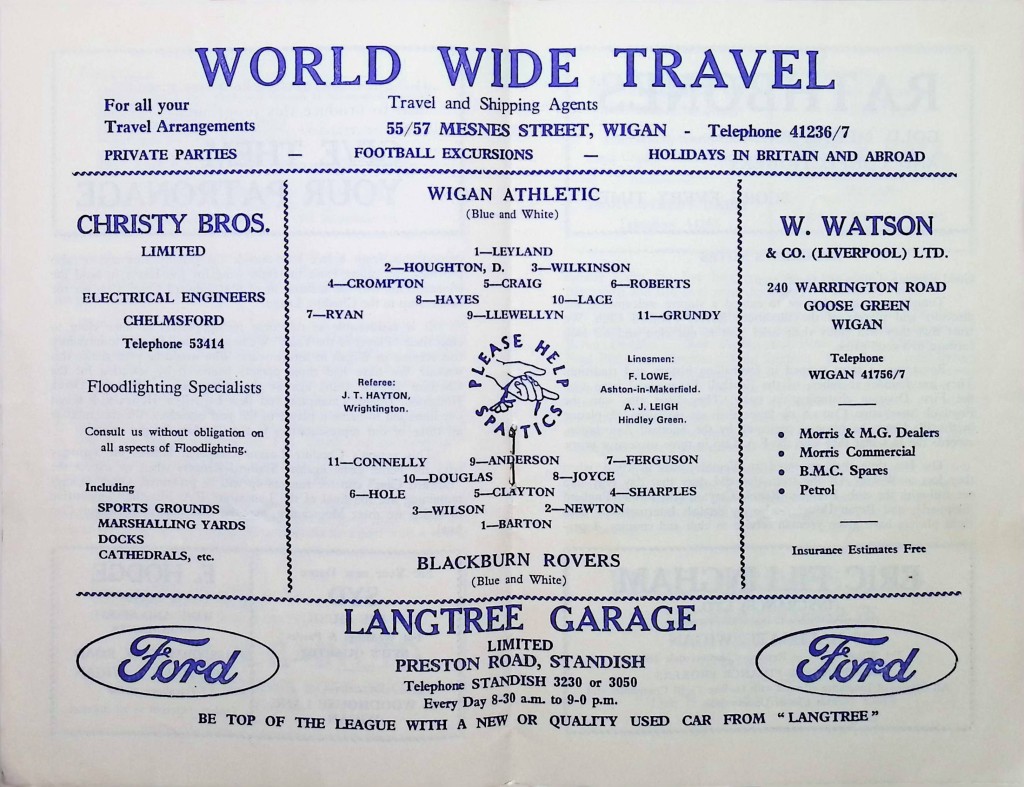 WORLD WIDE TRAVEL
For all your
Travel Arrangements
Travel and Shipping Agents
55/57 MESNES STREET, WIGAN - Telephone 41236/7
PRIVATE PARTIES — FOOTBALL EXCURSIONS — HOLIDAYS IN BRITAIN AND ABROAD
CHRISTY BROS.
LIMITED
ELECTRICAL ENGINEERS
CHELMSFORD
Telephone 53414
Floodlighting Specialists
Consult us without obligation on
all aspects of Floodlighting.
Including
SPORTS GROUNDS
MARSHALLING YARDS
DOCKS
CATHEDRALS, etc.
WIGAN ATHLETIC
(Blue and White)
1—LEYLAND
2—HOUGHTON, D. 3—WILKINSON
4—CROMPTON 5—CRAIG 6—ROBERTS
8—HAYES 10—LACE
7—RYAN 9—LLEWELLYN 11—GRUNDY
Referee:
J. T. HAYTON,
Wrightington.
PLEASE HELP
SPASTICS
Linesmen:
F. LOWE,
Ashton-in-Makerfield.
A. J. LEIGH
Hindley Green.
11—CONNELLY 9—ANDERSON 7—FERGUSON
10—DOUGLAS 8—JOYCE
6—HOLE 5—CLAYTON 4—SHARPLES
3—WILSON 2—NEWTON
1—BARTON
BLACKBURN ROVERS
(Blue and White)
W. WATSON
& CO. (LIVERPOOL) LTD.
240 WARRINGTON ROAD
GOOSE GREEN
WIGAN
Telephone
WIGAN 41756/7
• Morris & M.G. Dealers
• Morris Commercial
• B.M.C. Spares
• Petrol
Insurance Estimates Free
Ford
LANGTREE GARAGE
LIMITED
PRESTON ROAD, STANDISH
Telephone STANDISH 3230 or 3050
Every Day 8-30 a.m. to 9-0 p.m.
Ford
BE TOP OF THE LEAGUE WITH A NEW OR QUALITY USED CAR FROM "LANGTREE"